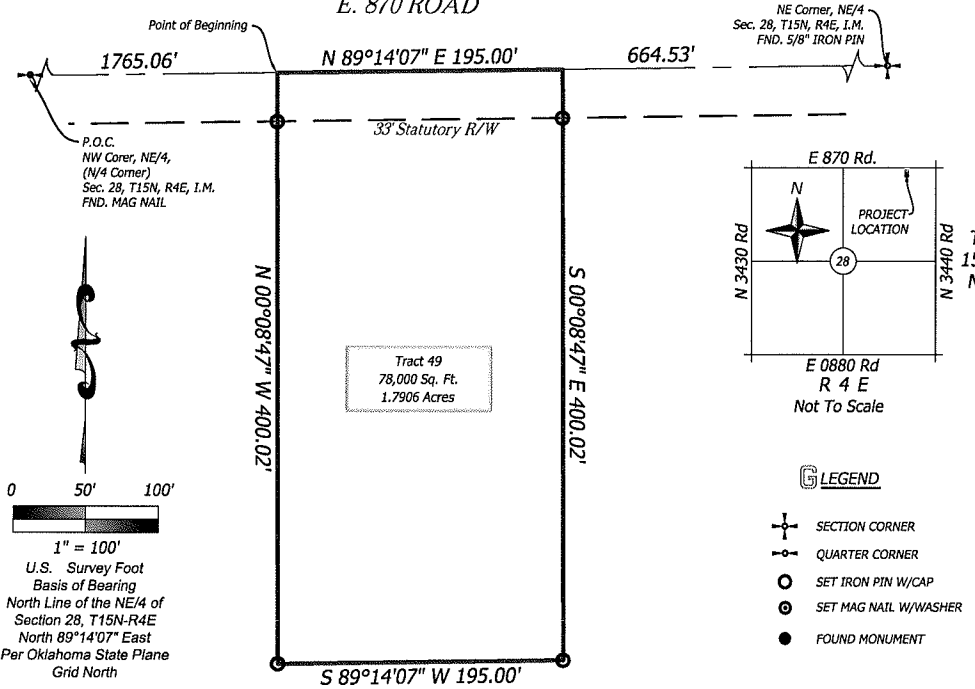 E. 870 ROAD
Point of Beginning
NE Corner, NE/4
Sec. 28, T15N, R4E, I.M.
FND. 5/8" IRON PIN
1765.06'
N 89°14'07" E 195.00'
664.53'
33' Statutory R/W
P.O.C.
NW Corer, NE/4,
(N/4 Corner)
Sec. 28, T15N, R4E, I.M.
FND. MAG NAIL
E 870 Rd.
N
PROJECT
LOCATION
N 3430 Rd
28
N 3440 Rd
T
15
N
E 0880 Rd
R 4 E
Not To Scale
N 00°08'47" W 400.02'
S 00°08'47" E 400.02'
Tract 49
78,000 Sq. Ft.
1.7906 Acres
0 50' 100'
1" = 100'
U.S. Survey Foot
Basis of Bearing
North Line of the NE/4 of
Section 28, T15N-R4E
North 89°14'07" East
Per Oklahoma State Plane
Grid North
G LEGEND
SECTION CORNER
QUARTER CORNER
SET IRON PIN W/CAP
SET MAG NAIL W/WASHER
FOUND MONUMENT
S 89°14'07" W 195.00'